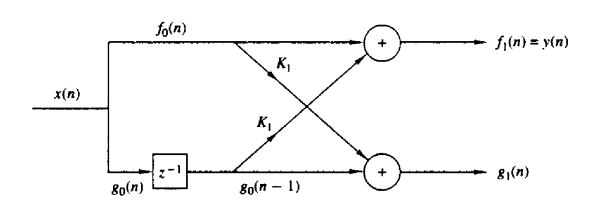 f₀(n)
+
f₁(n) = y(n)
K₁
x(n)
K₁
z⁻¹
+
g₁(n)
g₀(n)
g₀(n − 1)